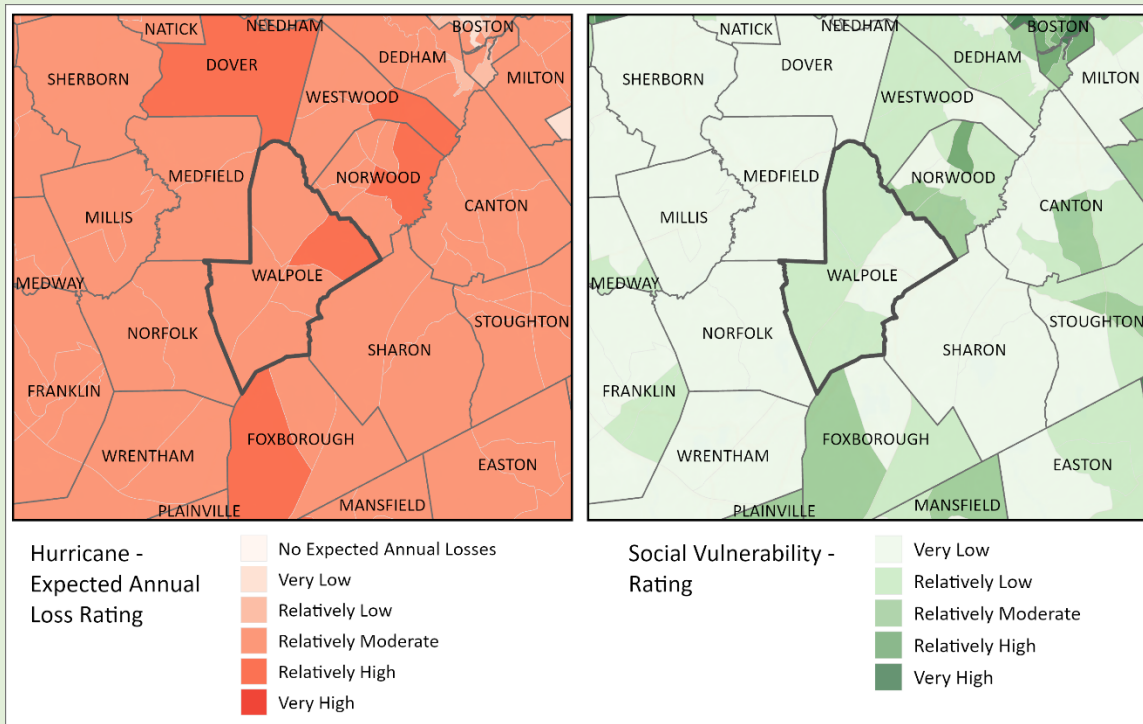 NATICK
NEEDHAM
BOSTON
SHERBORN
DOVER
DEDHAM
MILTON
WESTWOOD
MEDFIELD
NORWOOD
MILLIS
CANTON
WALPOLE
MEDWAY
NORFOLK
STOUGHTON
SHARON
FRANKLIN
FOXBOROUGH
WRENTHAM
EASTON
MANSFIELD
PLAINVILLE
NATICK
NEEDHAM
BOSTON
SHERBORN
DOVER
DEDHAM
MILTON
WESTWOOD
MEDFIELD
NORWOOD
MILLIS
CANTON
WALPOLE
MEDWAY
NORFOLK
STOUGHTON
SHARON
FRANKLIN
FOXBOROUGH
WRENTHAM
EASTON
MANSFIELD
PLAINVILLE
Hurricane -
Expected Annual
Loss Rating
No Expected Annual Losses
Very Low
Relatively Low
Relatively Moderate
Relatively High
Very High
Social Vulnerability -
Rating
Very Low
Relatively Low
Relatively Moderate
Relatively High
Very High